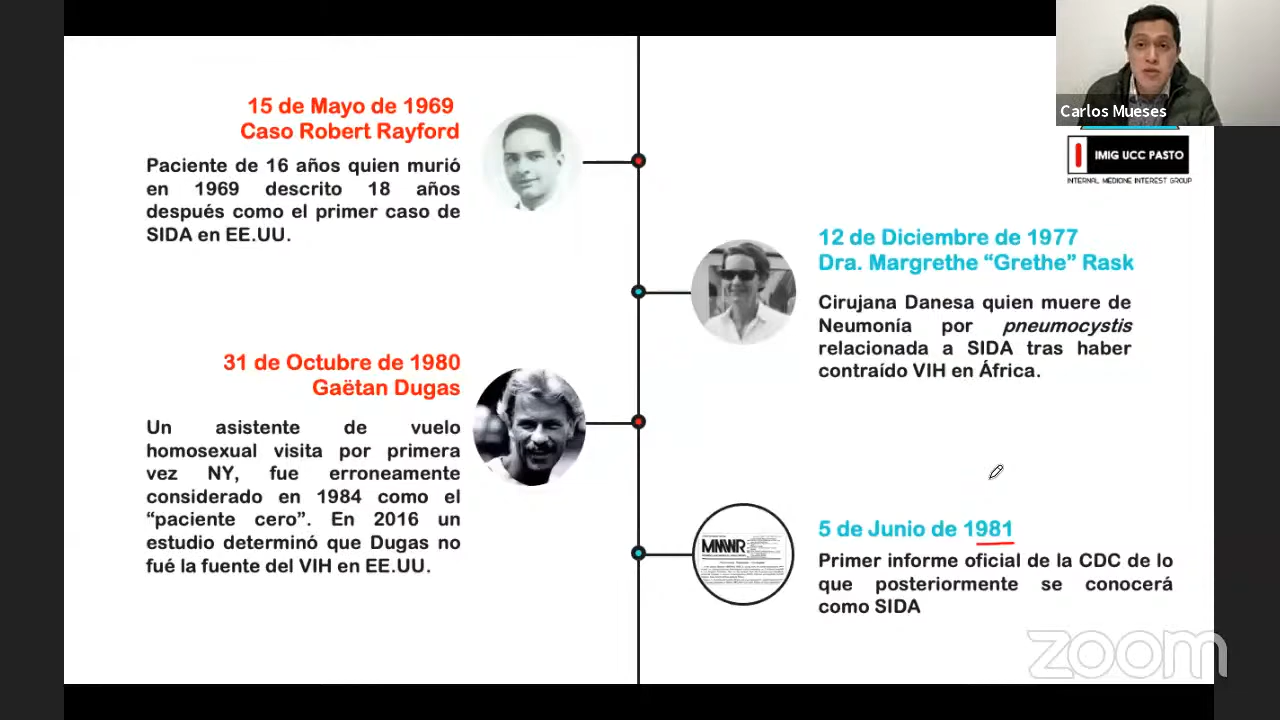 15 de Mayo de 1969
Caso Robert Rayford
Paciente de 16 años quien murió
en 1969 descrito 18 años
después como el primer caso de
SIDA en EE.UU.
Carlos Mueses
IMIG UCC PASTO
INTERNAL MEDICINE INTEREST GROUP
12 de Diciembre de 1977
Dra. Margrethe “Grethe” Rask
Cirujana Danesa quien muere de
Neumonía por pneumocystis
relacionada a SIDA tras haber
contraído VIH en África.
31 de Octubre de 1980
Gaëtan Dugas
Un asistente de vuelo
homosexual visita por primera
vez NY, fue erroneamente
considerado en 1984 como el
“paciente cero”. En 2016 un
estudio determinó que Dugas no
fué la fuente del VIH en EE.UU.
MMWR
5 de Junio de 1981
Primer informe oficial de la CDC de lo
que posteriormente se conocerá
como SIDA
zoom